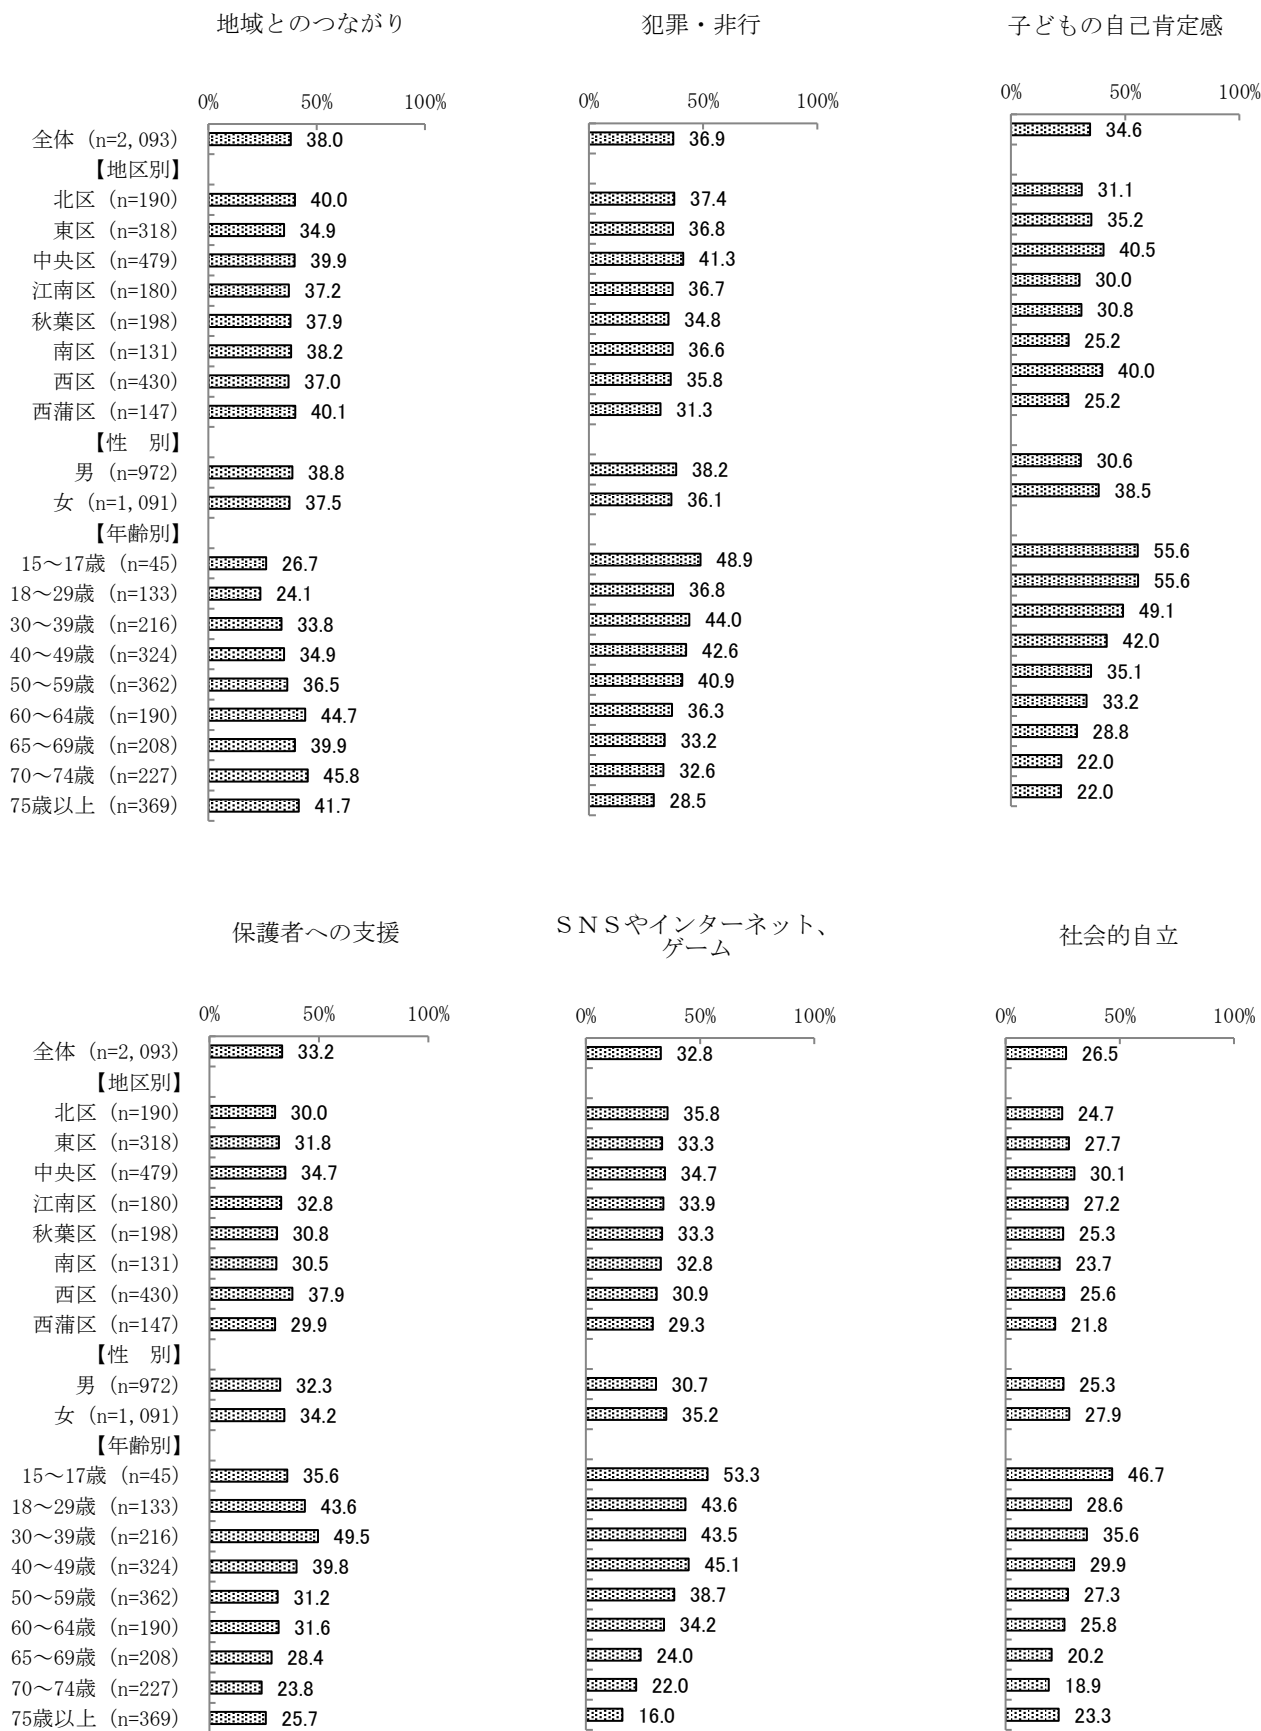 地域とのつながり 犯罪・非行 子どもの自己肯定感
0% 50% 100% 0% 50% 100% 0% 50% 100%
全体 (n=2,093) 38.0 36.9 34.6
【地区別】
北区 (n=190) 40.0 37.4 31.1
東区 (n=318) 34.9 36.8 35.2
中央区 (n=479) 39.9 41.3 40.5
江南区 (n=180) 37.2 36.7 30.0
秋葉区 (n=198) 37.9 34.8 30.8
南区 (n=131) 38.2 36.6 25.2
西区 (n=430) 37.0 35.8 40.0
西蒲区 (n=147) 40.1 31.3 25.2
【性 別】
男 (n=972) 38.8 38.2 30.6
女 (n=1,091) 37.5 36.1 38.5
【年齢別】
15～17歳 (n=45) 26.7 48.9 55.6
18～29歳 (n=133) 24.1 36.8 55.6
30～39歳 (n=216) 33.8 44.0 49.1
40～49歳 (n=324) 34.9 42.6 42.0
50～59歳 (n=362) 36.5 40.9 35.1
60～64歳 (n=190) 44.7 36.3 33.2
65～69歳 (n=208) 39.9 33.2 28.8
70～74歳 (n=227) 45.8 32.6 22.0
75歳以上 (n=369) 41.7 28.5 22.0
保護者への支援 ＳＮＳやインターネット、 社会的自立
ゲーム
0% 50% 100% 0% 50% 100% 0% 50% 100%
全体 (n=2,093) 33.2 32.8 26.5
【地区別】
北区 (n=190) 30.0 35.8 24.7
東区 (n=318) 31.8 33.3 27.7
中央区 (n=479) 34.7 34.7 30.1
江南区 (n=180) 32.8 33.9 27.2
秋葉区 (n=198) 30.8 33.3 25.3
南区 (n=131) 30.5 32.8 23.7
西区 (n=430) 37.9 30.9 25.6
西蒲区 (n=147) 29.9 29.3 21.8
【性 別】
男 (n=972) 32.3 30.7 25.3
女 (n=1,091) 34.2 35.2 27.9
【年齢別】
15～17歳 (n=45) 35.6 53.3 46.7
18～29歳 (n=133) 43.6 43.6 28.6
30～39歳 (n=216) 49.5 43.5 35.6
40～49歳 (n=324) 39.8 45.1 29.9
50～59歳 (n=362) 31.2 38.7 27.3
60～64歳 (n=190) 31.6 34.2 25.8
65～69歳 (n=208) 28.4 24.0 20.2
70～74歳 (n=227) 23.8 22.0 18.9
75歳以上 (n=369) 25.7 16.0 23.3